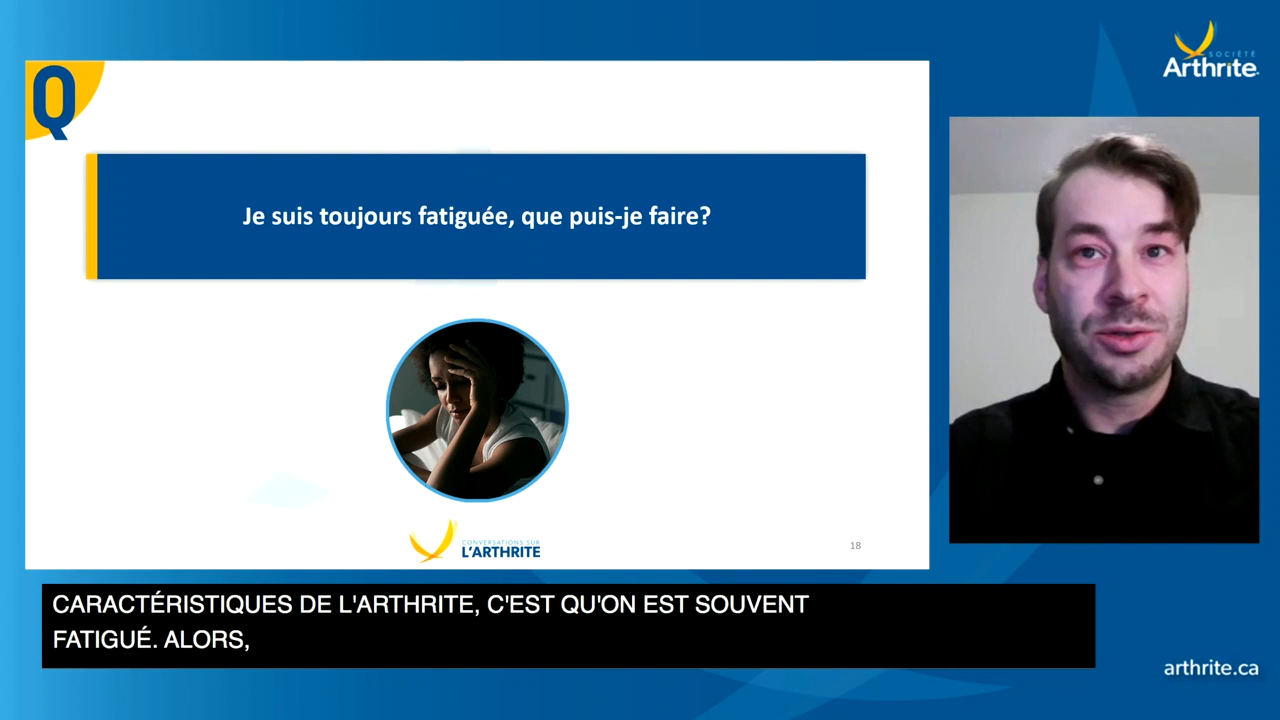 Q
Je suis toujours fatiguée, que puis-je faire?
CONVERSATIONS SUR
L'ARTHRITE
18
SOCIÉTÉ
Arthrite
CARACTÉRISTIQUES DE L'ARTHRITE, C'EST QU'ON EST SOUVENT
FATIGUÉ. ALORS,
arthrite.ca